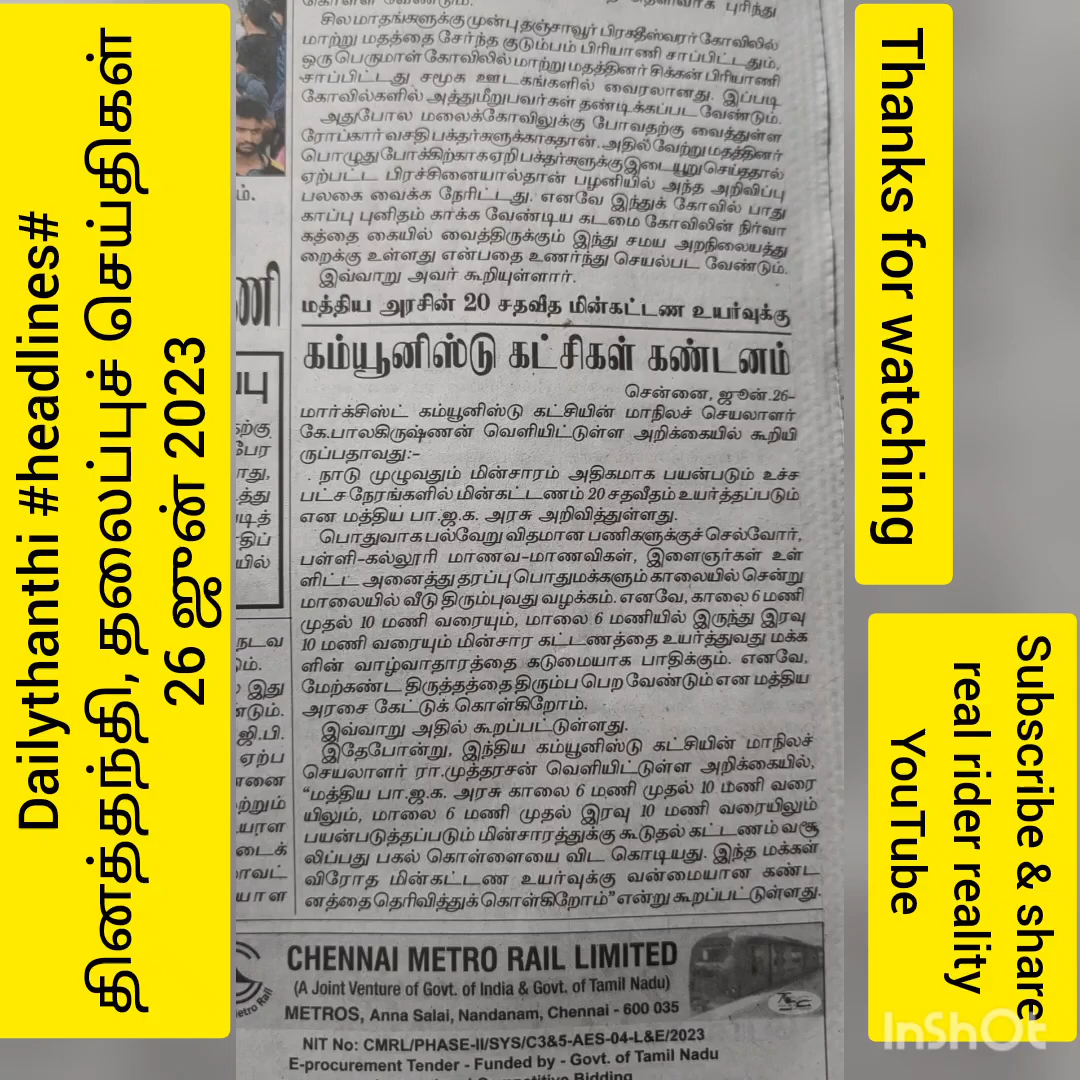 Dailythanthi #headlines#
தினத்தந்தி, தலைப்புச் செய்திகள்
26 ஜுன் 2023
சிலமாதங்களுக்கு முன்பு தஞ்சாவூர் பிரகதீஸ்வரர் கோவிலில்
மாற்று மதத்தை சேர்ந்த குடும்பம் பிரியாணி சாப்பிட்டதும்,
ஒரு பெருமாள் கோவிலில் மாற்று மதத்தினர் சிக்கன் பிரியாணி
சாப்பிட்டது சமூக ஊடகங்களில் வைரலானது. இப்படி
கோவில்களில் அத்துமீறுபவர்கள் தண்டிக்கப்பட வேண்டும்.
அதுபோல மலைக்கோவிலுக்கு போவதற்கு வைத்துள்ள
ரோப்கார் வசதி பக்தர்களுக்காகதான். அதில் வேற்று மதத்தினர்
பொழுதுபோக்கிற்காக ஏறி பக்தர்களுக்கு இடையூறு செய்ததால்
ஏற்பட்ட பிரச்சினையால்தான் பழனியில் அந்த அறிவிப்பு
பலகை வைக்க நேரிட்டது. எனவே இந்துக் கோவில் பாது
காப்பு புனிதம் காக்க வேண்டிய கடமை கோவிலின் நிர்வா
கத்தை கையில் வைத்திருக்கும் இந்து சமய அறநிலையத்து
றைக்கு உள்ளது என்பதை உணர்ந்து செயல்பட வேண்டும்.
இவ்வாறு அவர் கூறியுள்ளார்.
மத்திய அரசின் 20 சதவீத மின்கட்டண உயர்வுக்கு
கம்யூனிஸ்டு கட்சிகள் கண்டனம்
சென்னை, ஜூன்.26-
மார்க்சிஸ்ட் கம்யூனிஸ்டு கட்சியின் மாநிலச் செயலாளர்
கே.பாலகிருஷ்ணன் வெளியிட்டுள்ள அறிக்கையில் கூறியி
ருப்பதாவது:-
நாடு முழுவதும் மின்சாரம் அதிகமாக பயன்படும் உச்ச
பட்ச நேரங்களில் மின்கட்டணம் 20 சதவீதம் உயர்த்தப்படும்
என மத்திய பா.ஜ.க. அரசு அறிவித்துள்ளது.
பொதுவாக பல்வேறு விதமான பணிகளுக்குச் செல்வோர்,
பள்ளி-கல்லூரி மாணவ-மாணவிகள், இளைஞர்கள் உள்
ளிட்ட அனைத்து தரப்பு பொதுமக்களும் காலையில் சென்று
மாலையில் வீடு திரும்புவது வழக்கம். எனவே, காலை 6 மணி
முதல் 10 மணி வரையும், மாலை 6 மணியில் இருந்து இரவு
10 மணி வரையும் மின்சார கட்டணத்தை உயர்த்துவது மக்க
ளின் வாழ்வாதாரத்தை கடுமையாக பாதிக்கும். எனவே,
மேற்கண்ட திருத்தத்தை திரும்ப பெற வேண்டும் என மத்திய
அரசை கேட்டுக் கொள்கிறோம்.
இவ்வாறு அதில் கூறப்பட்டுள்ளது.
இதேபோன்று, இந்திய கம்யூனிஸ்டு கட்சியின் மாநிலச்
செயலாளர் ரா.முத்தரசன் வெளியிட்டுள்ள அறிக்கையில்,
“மத்திய பா.ஜ.க. அரசு காலை 6 மணி முதல் 10 மணி வரை
யிலும், மாலை 6 மணி முதல் இரவு 10 மணி வரையிலும்
பயன்படுத்தப்படும் மின்சாரத்துக்கு கூடுதல் கட்டணம் வசூ
லிப்பது பகல் கொள்ளையை விட கொடியது. இந்த மக்கள்
விரோத மின்கட்டண உயர்வுக்கு வன்மையான கண்ட
னத்தை தெரிவித்துக் கொள்கிறோம்” என்று கூறப்பட்டுள்ளது.
CHENNAI METRO RAIL LIMITED
(A Joint Venture of Govt. of India & Govt. of Tamil Nadu)
METROS, Anna Salai, Nandanam, Chennai - 600 035
NIT No: CMRL/PHASE-II/SYS/C3&5-AES-04-L&E/2023
E-procurement Tender - Funded by - Govt. of Tamil Nadu
Thanks for watching
Subscribe & share
real rider reality
YouTube
InShOt